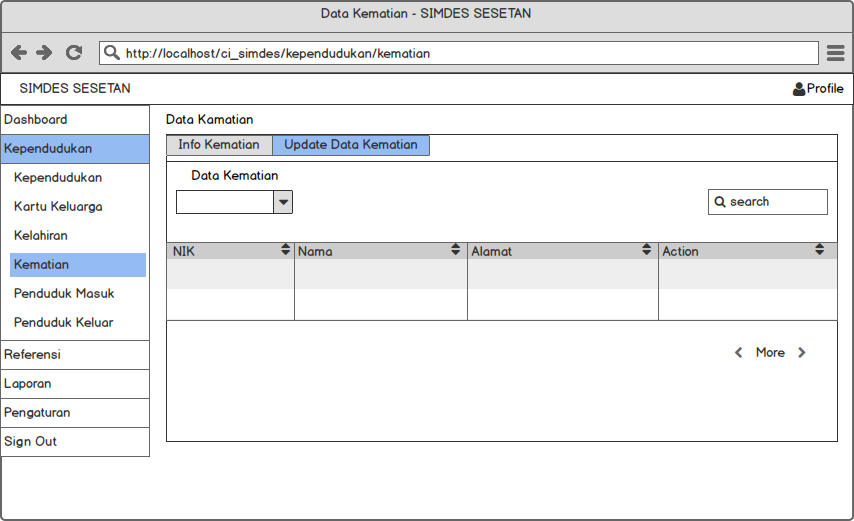 Data Kematian - SIMDES SESETAN
http://localhost/ci_simdes/kependudukan/kematian
SIMDES SESETAN
Profile
Dashboard
Kependudukan
Kependudukan
Kartu Keluarga
Kelahiran
Kematian
Penduduk Masuk
Penduduk Keluar
Referensi
Laporan
Pengaturan
Sign Out
Data Kamatian
Info Kematian Update Data Kematian
Data Kematian
search
NIK Nama Alamat Action
More